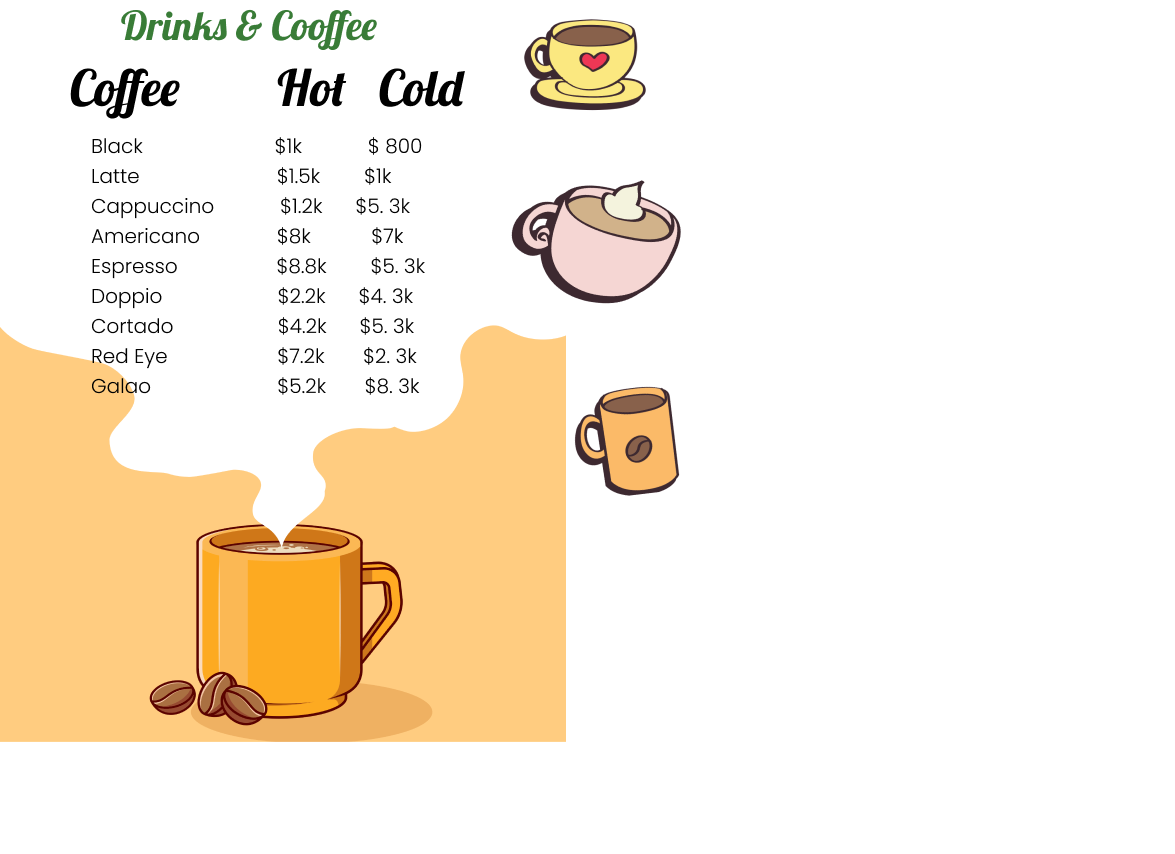 Drinks & Cooffee
Coffee Hot Cold
Black $1k $ 800
Latte $1.5k $1k
Cappuccino $1.2k $5. 3k
Americano $8k $7k
Espresso $8.8k $5. 3k
Doppio $2.2k $4. 3k
Cortado $4.2k $5. 3k
Red Eye $7.2k $2. 3k
Galao $5.2k $8. 3k